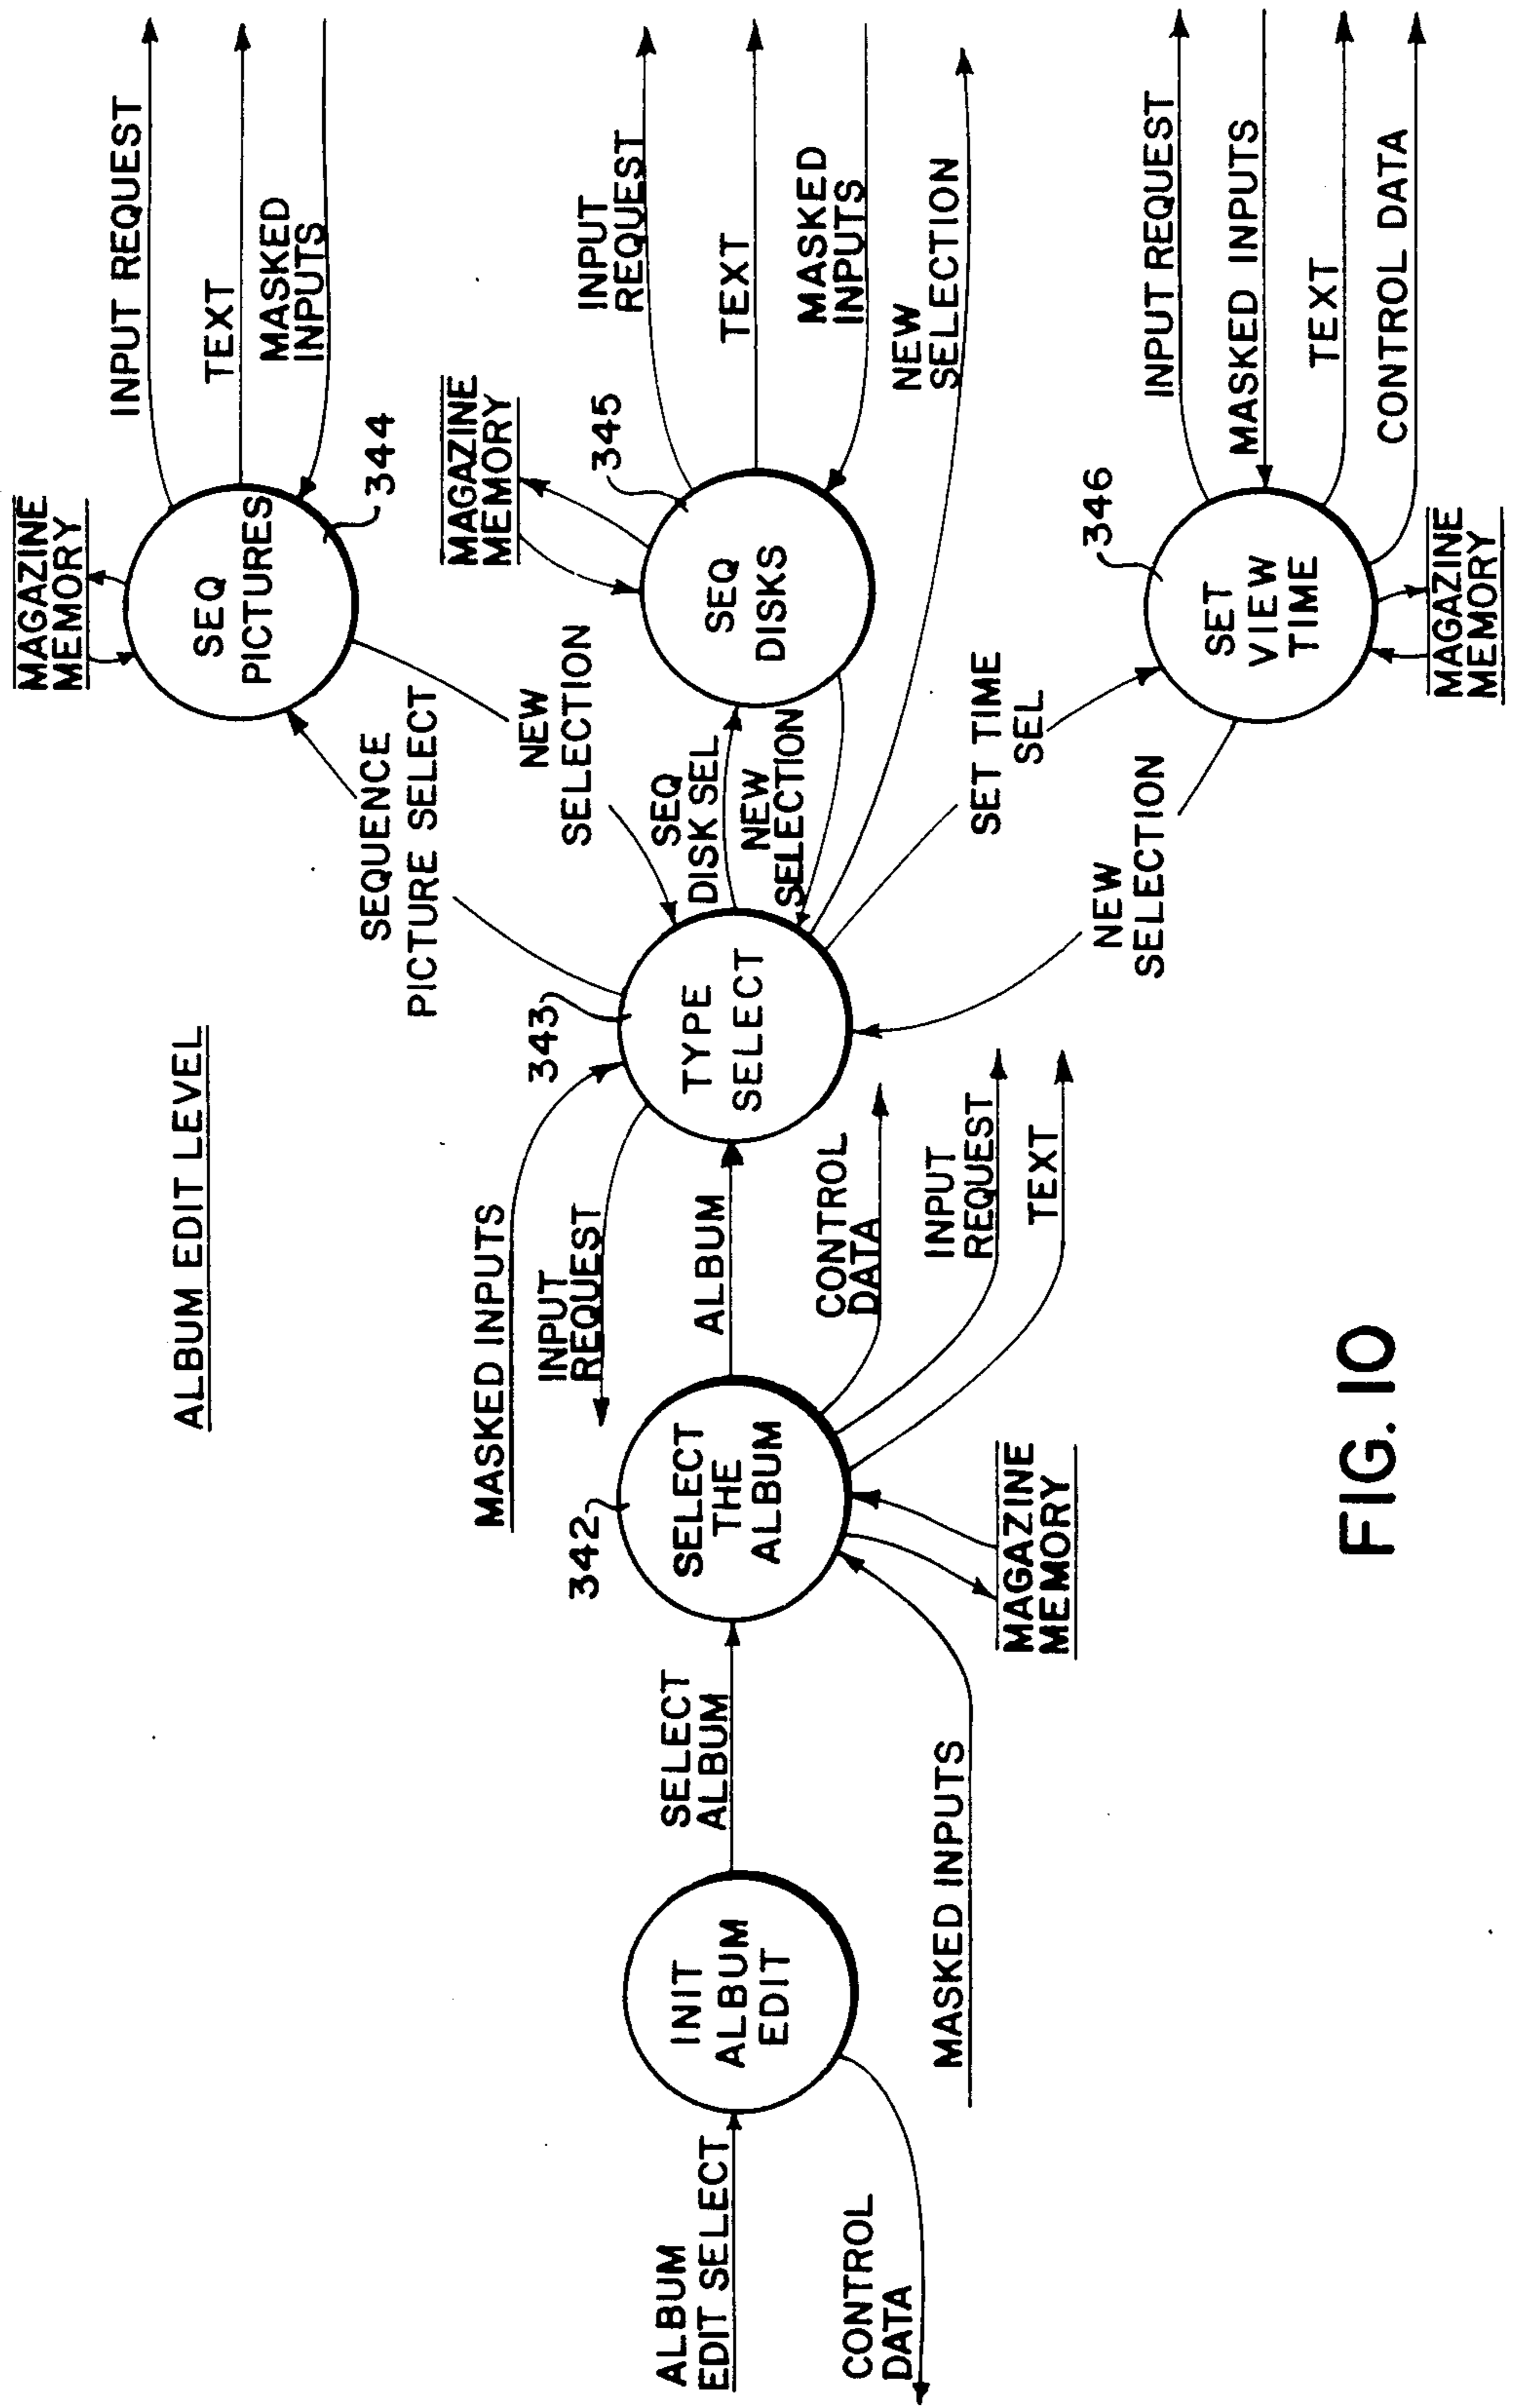 ALBUM EDIT LEVEL
ALBUM
EDIT SELECT
CONTROL
DATA
INIT
ALBUM
EDIT
SELECT
ALBUM
MASKED INPUTS
342
SELECT
THE
ALBUM
MAGAZINE
MEMORY
MASKED INPUTS
INPUT
REQUEST
ALBUM
CONTROL
DATA
INPUT
REQUEST
TEXT
343
TYPE
SELECT
SEQUENCE
PICTURE SELECT
NEW
SELECTION
SEQ
DISK SEL
NEW
SELECTION
SET TIME
SEL
NEW
SELECTION
MAGAZINE
MEMORY
SEQ
PICTURES
344
INPUT REQUEST
TEXT
MASKED
INPUTS
MAGAZINE
MEMORY
345
SEQ
DISKS
INPUT
REQUEST
TEXT
MASKED
INPUTS
NEW
SELECTION
346
SET
VIEW
TIME
MAGAZINE
MEMORY
INPUT REQUEST
MASKED INPUTS
TEXT
CONTROL DATA
FIG. 10